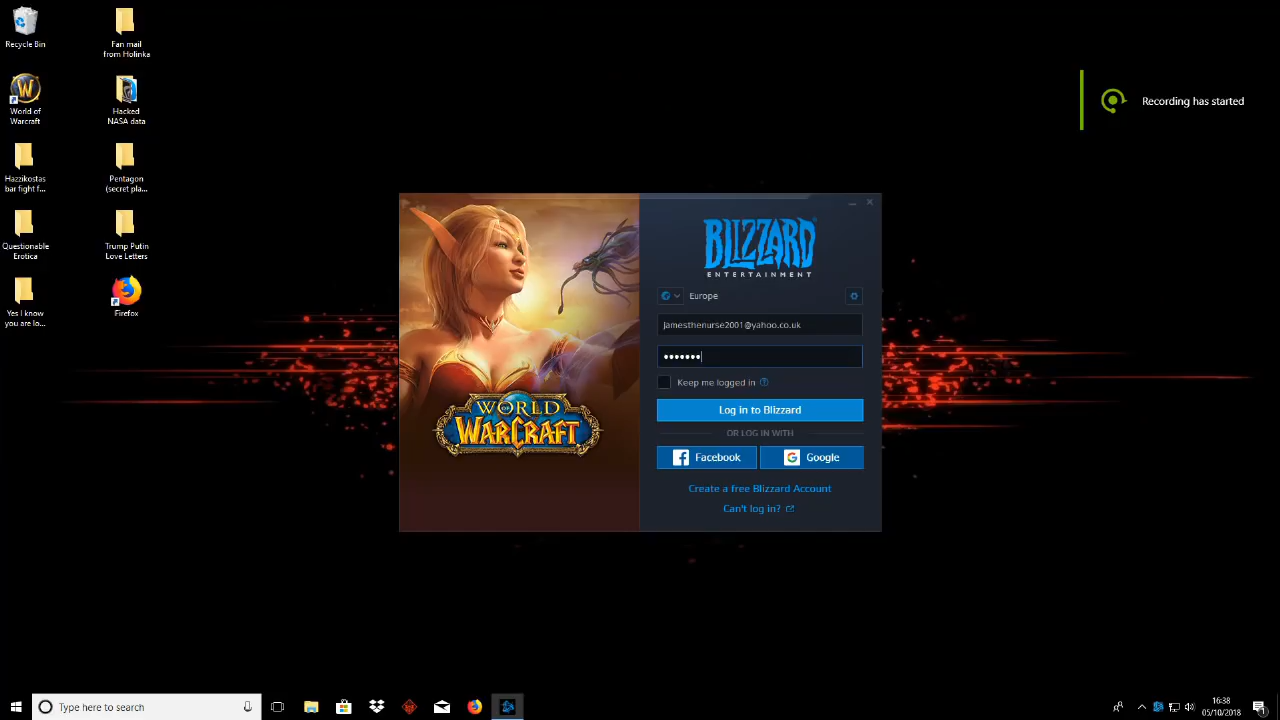 Recycle Bin
Fan mail
from Holinka
World of
Warcraft
Hacked
NASA data
Hazzikostas
bar fight f...
Pentagon
(secret pla...
Questionable
Erotica
Trump Putin
Love Letters
Yes I know
you are lo...
Firefox
Recording has started
BLIZZARD
ENTERTAINMENT
Europe
Jamesthenurse2001@yahoo.co.uk
Keep me logged in
Log in to Blizzard
OR LOG IN WITH
Facebook
Google
Create a free Blizzard Account
Can't log in?
WORLD
OF
WARCRAFT
Type here to search
16:38
05/10/2018
1